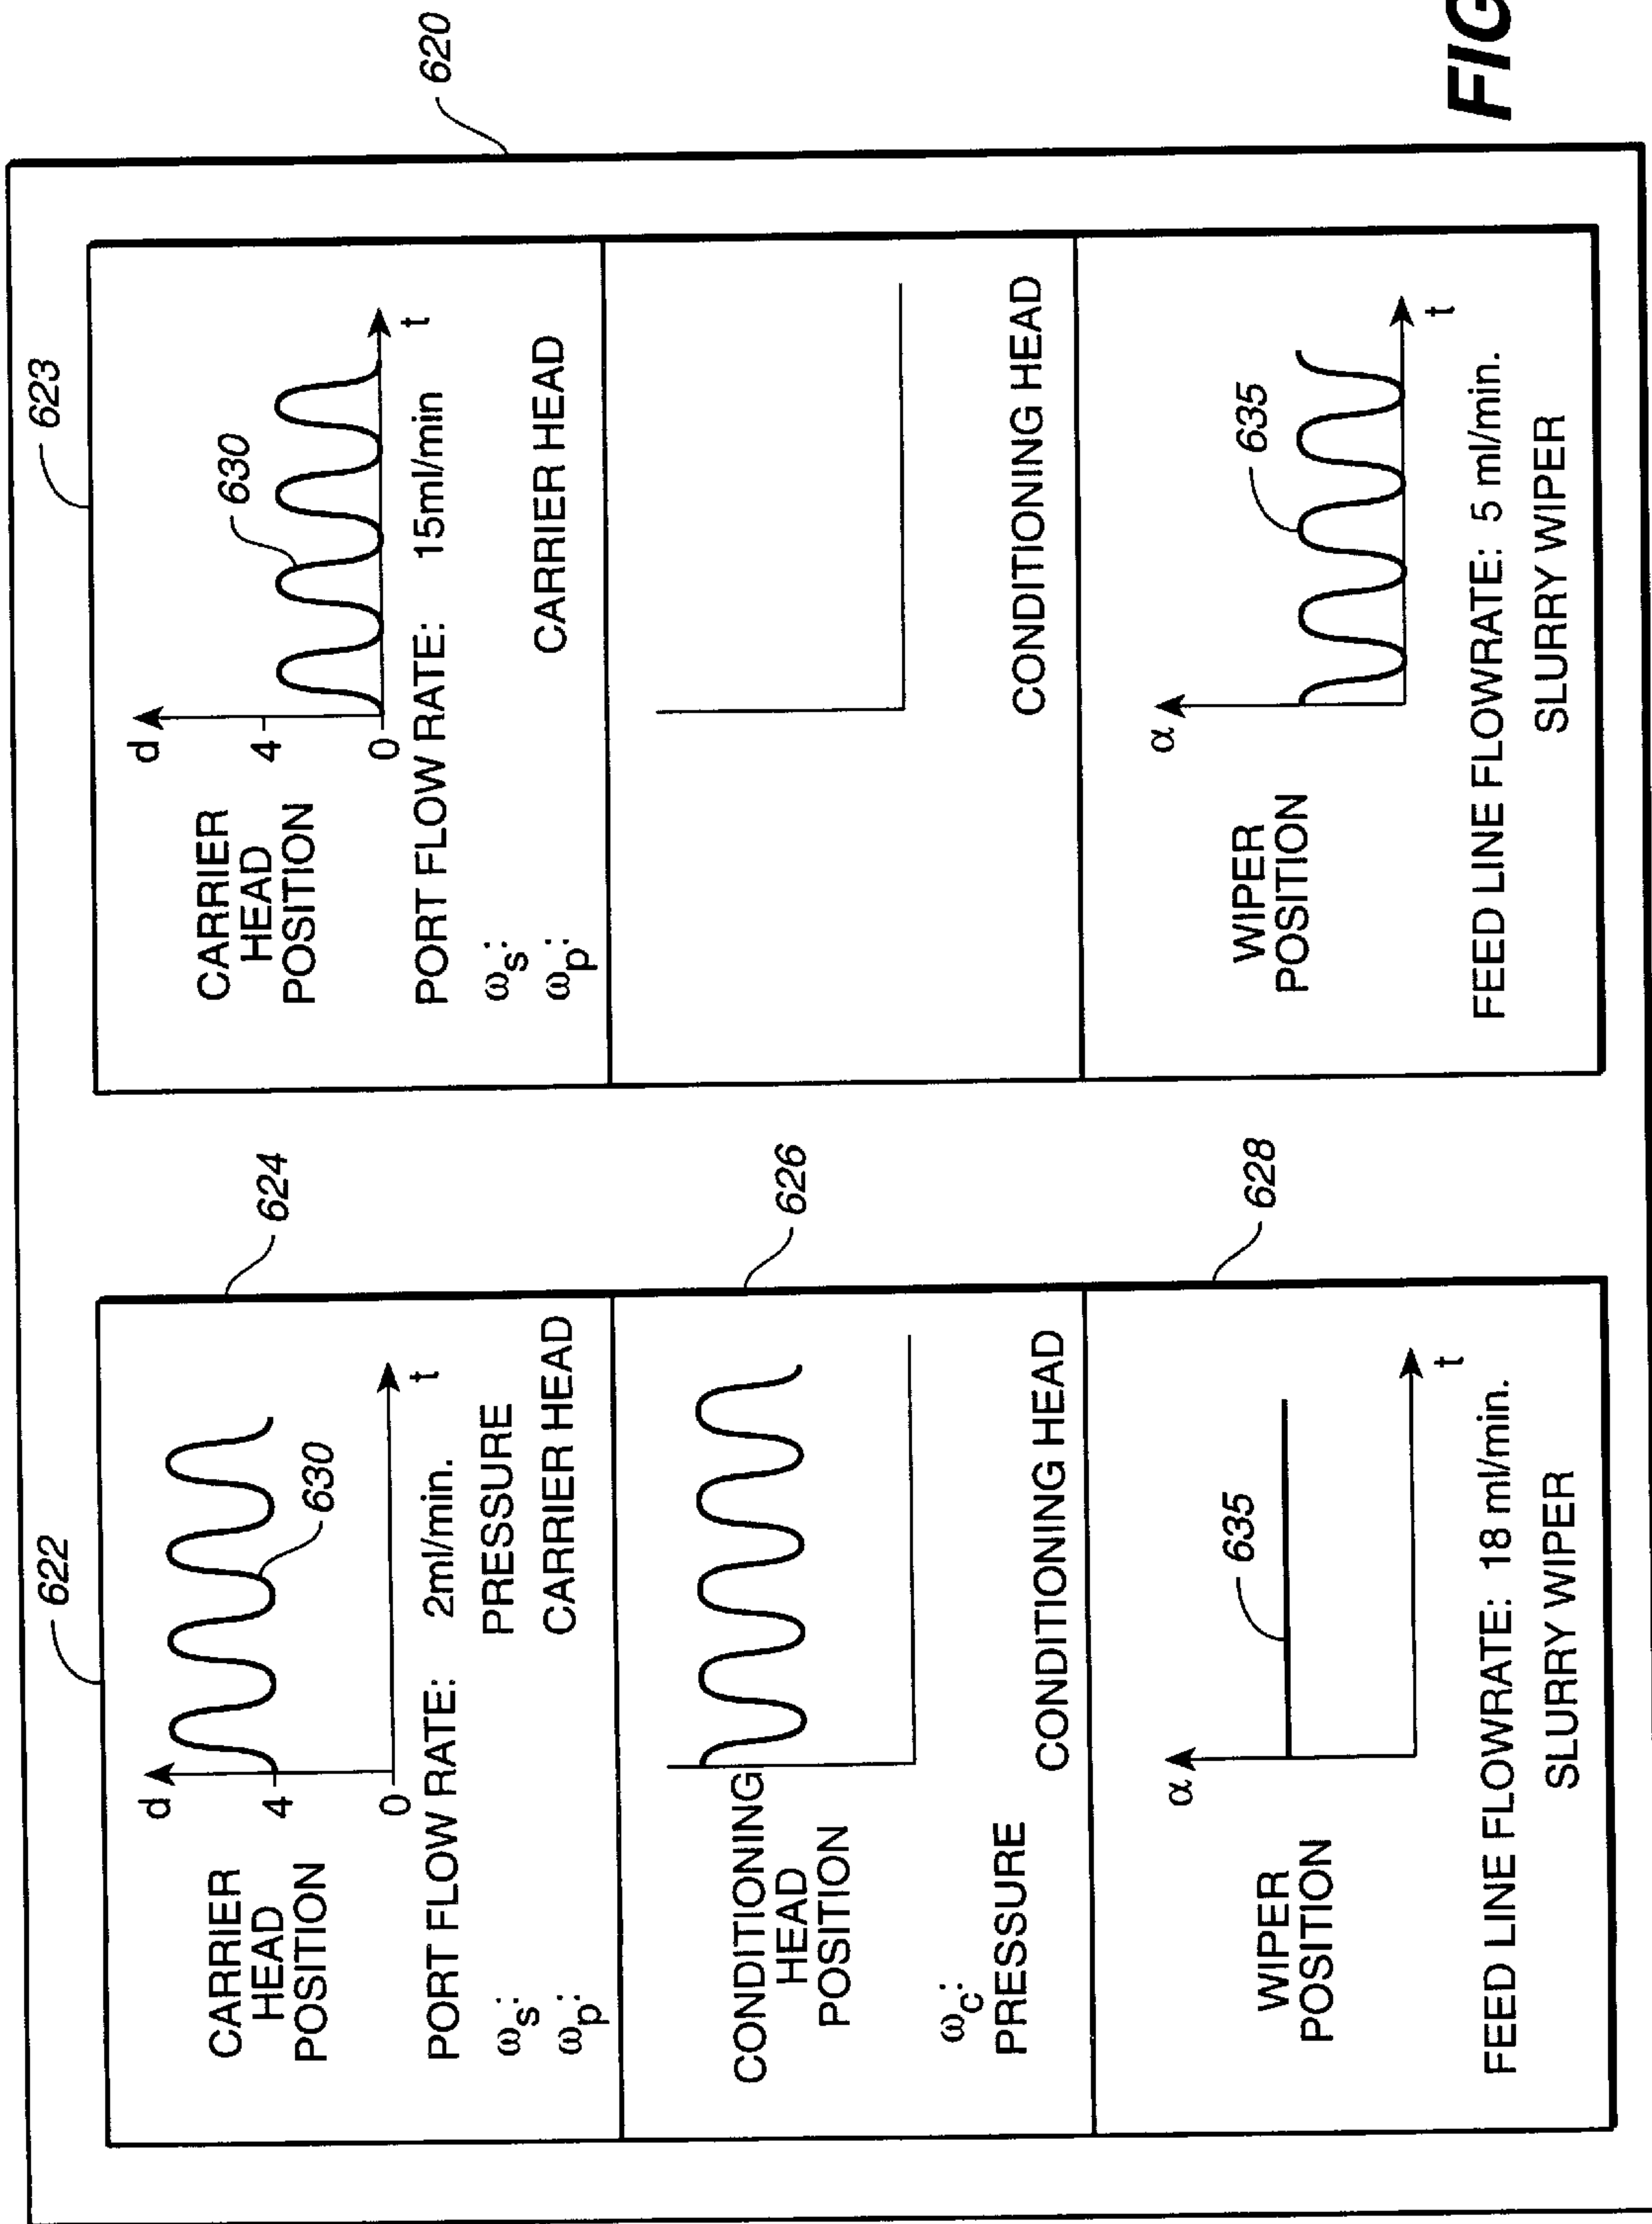 620
622
CARRIER
HEAD
POSITION
d
4
0
t
630
PORT FLOW RATE: 2ml/min.
ωs:
PRESSURE
ωp:
CARRIER HEAD
624
CONDITIONING
HEAD
POSITION
ωc:
PRESSURE
CONDITIONING HEAD
626
WIPER
POSITION
α
635
t
FEED LINE FLOWRATE: 18 ml/min.
SLURRY WIPER
628
623
CARRIER
HEAD
POSITION
d
4
0
t
630
PORT FLOW RATE: 15ml/min
ωs:
ωp:
CARRIER HEAD
CONDITIONING HEAD
WIPER
POSITION
α
635
t
FEED LINE FLOWRATE: 5 ml/min.
SLURRY WIPER
FIG